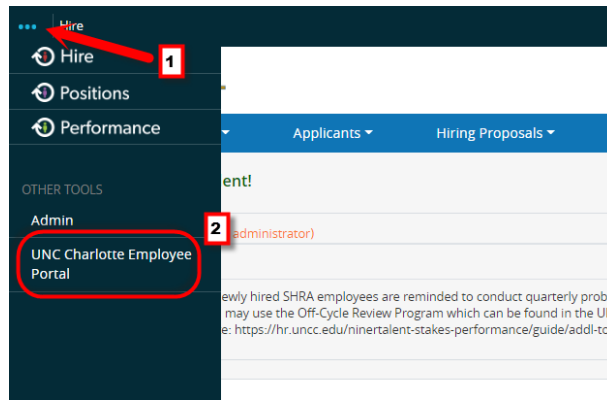 ••• Hire
Hire
1
Positions
Performance
Applicants
Hiring Proposals
OTHER TOOLS
ent!
Admin
2
administrator)
UNC Charlotte Employee
Portal
ewly hired SHRA employees are reminded to conduct quarterly prob
may use the Off-Cycle Review Program which can be found in the
e: https://hr.uncc.edu/ninertalent-stakes-performance/guide/addl-to